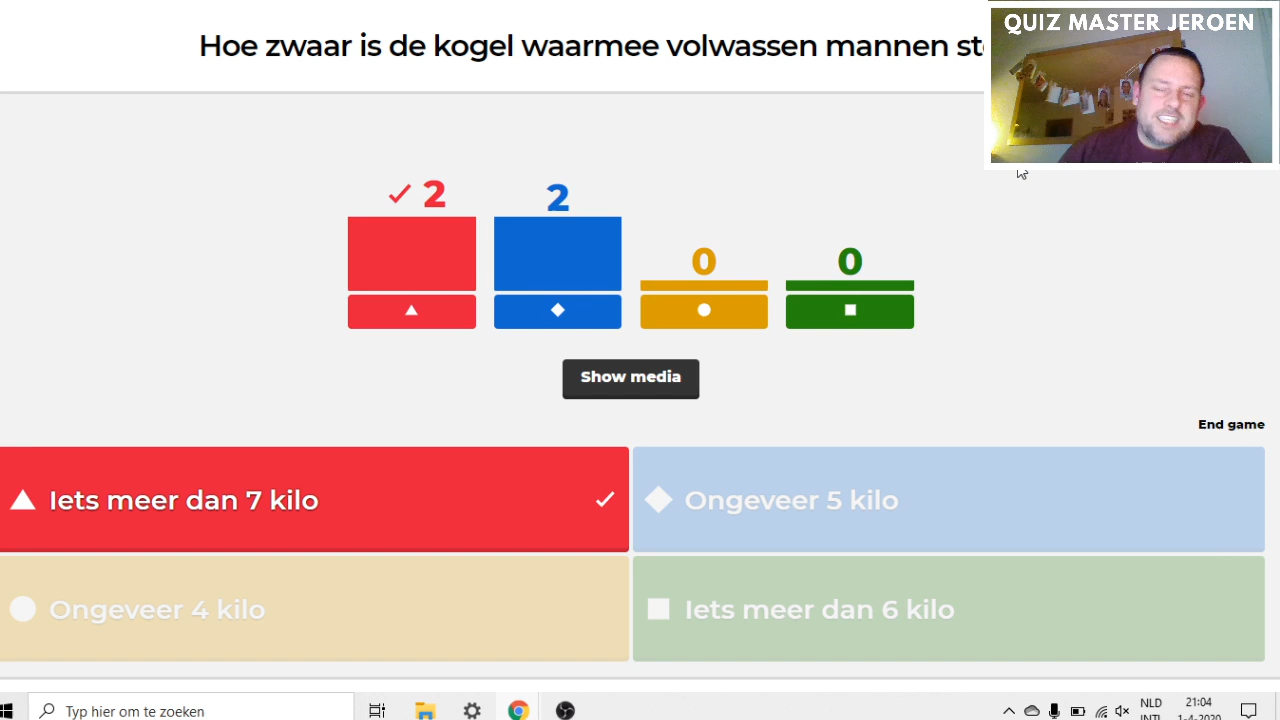 Hoe zwaar is de kogel waarmee volwassen mannen
QUIZ MASTER JEROEN
2
2
0
0
Show media
End game
Iets meer dan 7 kilo
Ongeveer 5 kilo
Ongeveer 4 kilo
Iets meer dan 6 kilo
Typ hier om te zoeken
NLD
21:04
INTL
1-4-2020